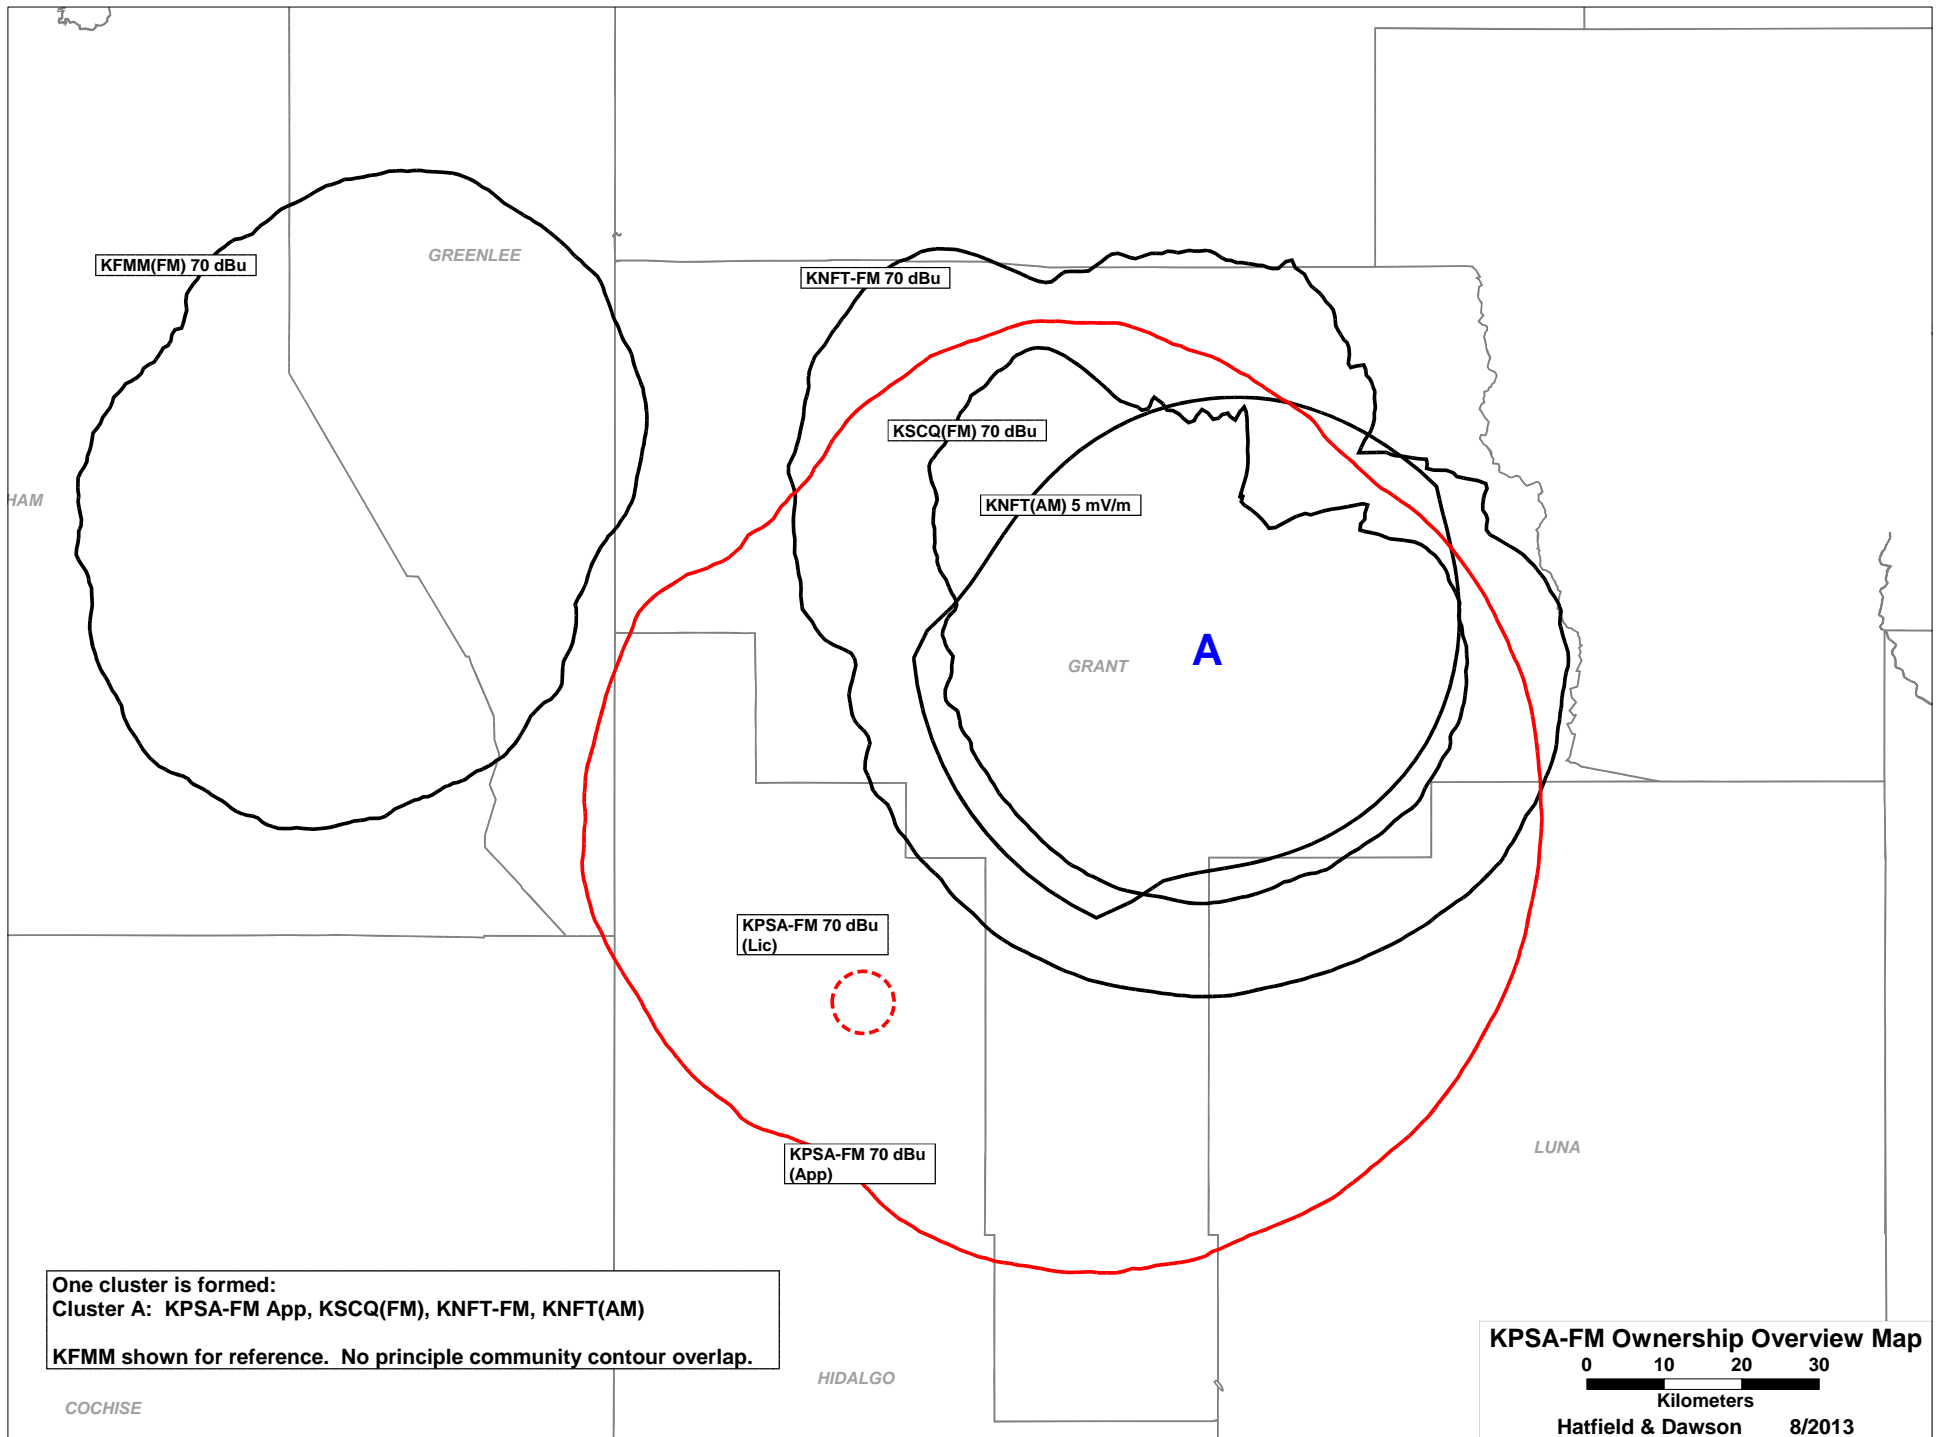 GREENLEE
KFMM(FM) 70 dBu
KNFT-FM 70 dBu
KSCQ(FM) 70 dBu
HAM
KNFT(AM) 5 mV/m
A
GRANT
KPSA-FM 70 dBu
(Lic)
KPSA-FM 70 dBu
(App)
LUNA
One cluster is formed:
Cluster A: KPSA-FM App, KSCQ(FM), KNFT-FM, KNFT(AM)
KFMM shown for reference. No principle community contour overlap.
HIDALGO
COCHISE
KPSA-FM Ownership Overview Map
0 10 20 30
Kilometers
Hatfield & Dawson 8/2013